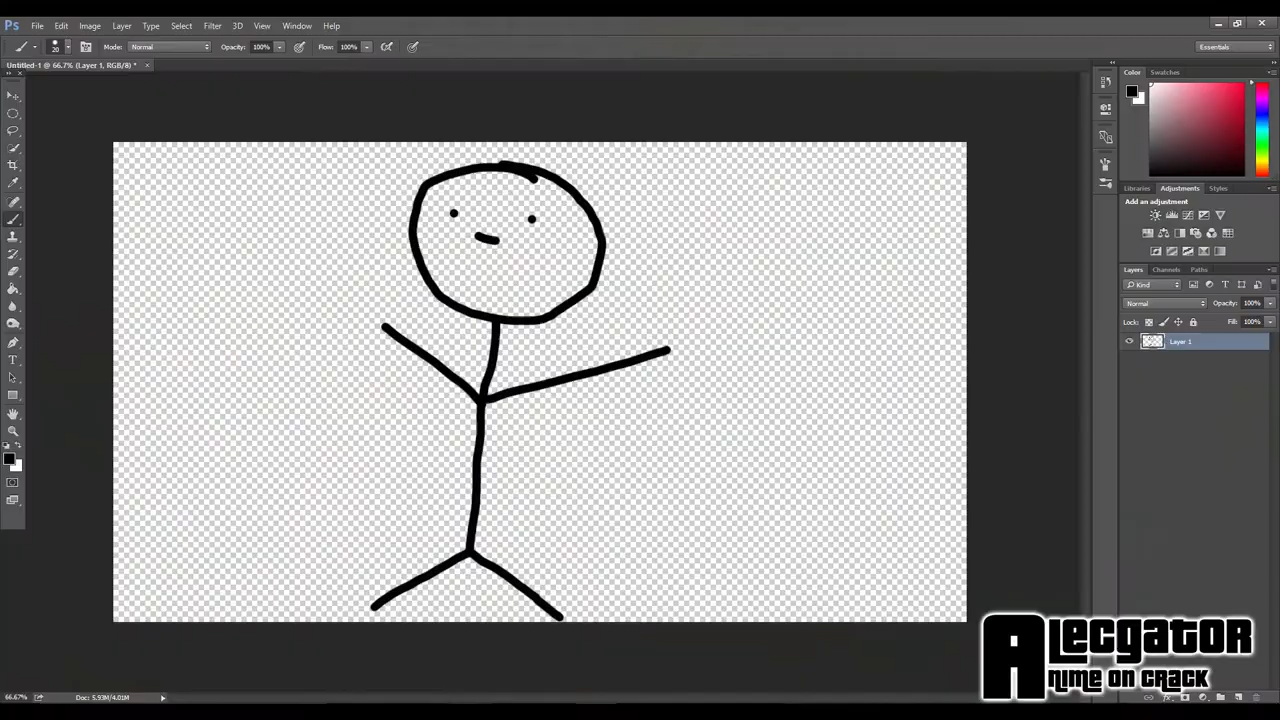 Ps File Edit Image Layer Type Select Filter 3D View Window Help
20 Mode: Normal Opacity: 100% Flow: 100% Essentials
Untitled-1 @ 66.7% (Layer 1, RGB/8) * ×
Color Swatches
Libraries Adjustments Styles
Add an adjustment
Layers Channels Paths
Kind
Normal Opacity: 100%
Lock: Fill: 100%
Layer 1
T
Alecgator
Anime on crack
66.67% Doc: 5.93M/4.01M
fx